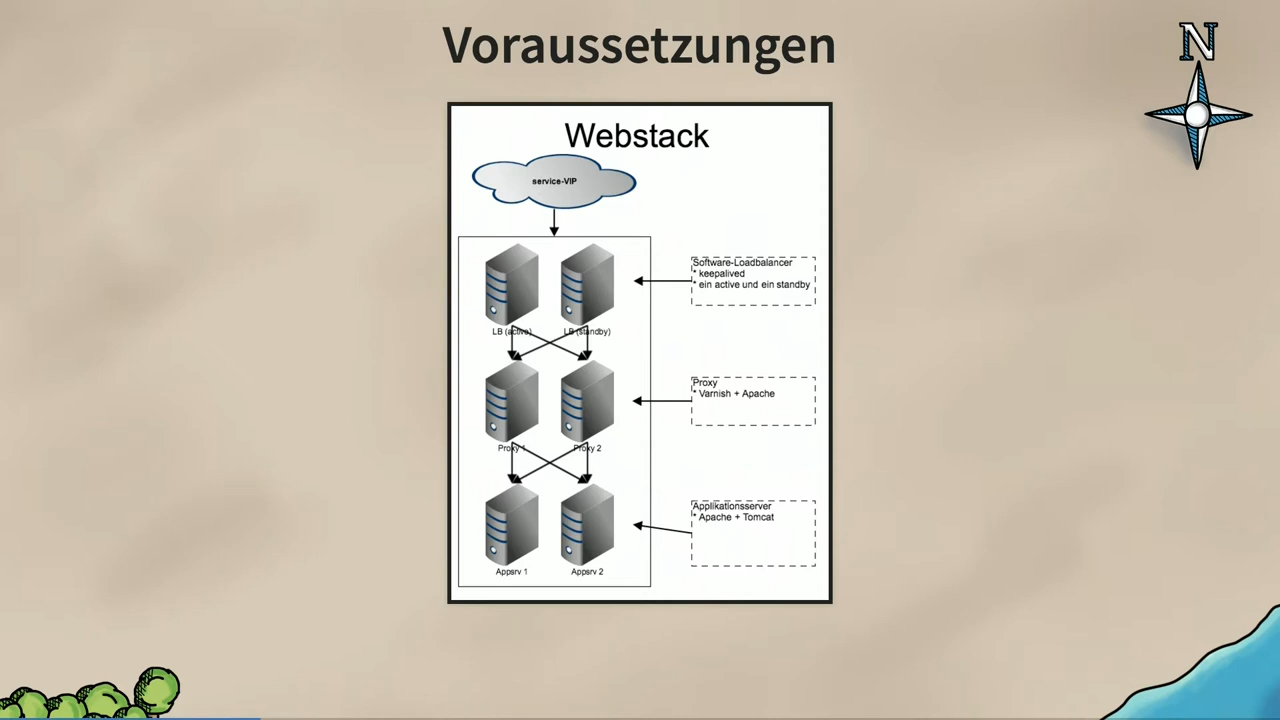 Voraussetzungen
N
Webstack
service-VIP
Software-Loadbalancer
* keepalived
* ein active und ein standby
LB (active)
LB (standby)
Proxy
* Varnish + Apache
Proxy 1
Proxy 2
Applikationsserver
* Apache + Tomcat
Appsrv 1
Appsrv 2